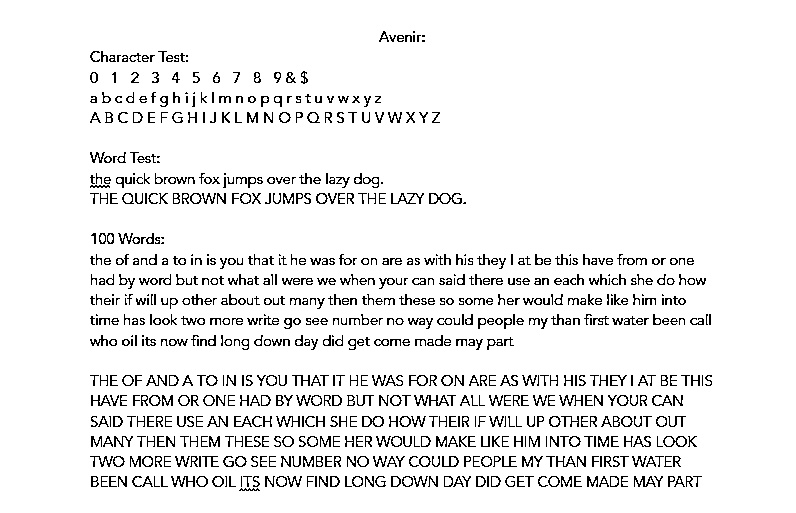 Avenir:
Character Test:
0 1 2 3 4 5 6 7 8 9 & $
a b c d e f g h i j k l m n o p q r s t u v w x y z
A B C D E F G H I J K L M N O P Q R S T U V W X Y Z
Word Test:
the quick brown fox jumps over the lazy dog.
THE QUICK BROWN FOX JUMPS OVER THE LAZY DOG.
100 Words:
the of and a to in is you that it he was for on are as with his they I at be this have from or one
had by word but not what all were we when your can said there use an each which she do how
their if will up other about out many then them these so some her would make like him into
time has look two more write go see number no way could people my than first water been call
who oil its now find long down day did get come made may part
THE OF AND A TO IN IS YOU THAT IT HE WAS FOR ON ARE AS WITH HIS THEY I AT BE THIS
HAVE FROM OR ONE HAD BY WORD BUT NOT WHAT ALL WERE WE WHEN YOUR CAN
SAID THERE USE AN EACH WHICH SHE DO HOW THEIR IF WILL UP OTHER ABOUT OUT
MANY THEN THEM THESE SO SOME HER WOULD MAKE LIKE HIM INTO TIME HAS LOOK
TWO MORE WRITE GO SEE NUMBER NO WAY COULD PEOPLE MY THAN FIRST WATER
BEEN CALL WHO OIL ITS NOW FIND LONG DOWN DAY DID GET COME MADE MAY PART